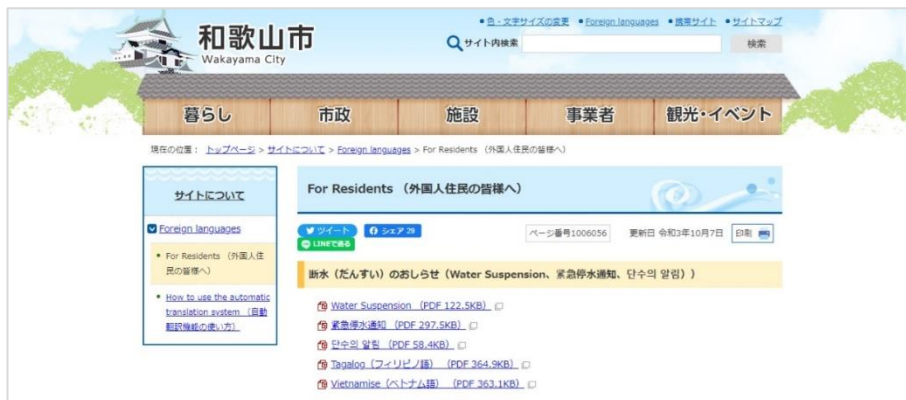 和歌山市
Wakayama City
色・文字サイズの変更 Foreign languages 携帯サイト サイトマップ
サイト内検索 検索
暮らし 市政 施設 事業者 観光・イベント
現在の位置： トップページ > サイトについて > Foreign languages > For Residents （外国人住民の皆様へ）
サイトについて
Foreign languages
For Residents （外国人住
民の皆様へ）
How to use the automatic
translation system （自動
翻訳機能の使い方）
For Residents （外国人住民の皆様へ）
ツイート シェア 29
LINEで送る
ページ番号1006056 更新日 令和3年10月7日 印刷
断水（だんすい）のおしらせ（Water Suspension、紧急停水通知、단수의 알림））
Water Suspension （PDF 122.5KB）
紧急停水通知 （PDF 297.5KB）
단수의 알림 （PDF 58.4KB）
Tagalog（フィリピノ語） （PDF 364.9KB）
Vietnamise（ベトナム語） （PDF 363.1KB）